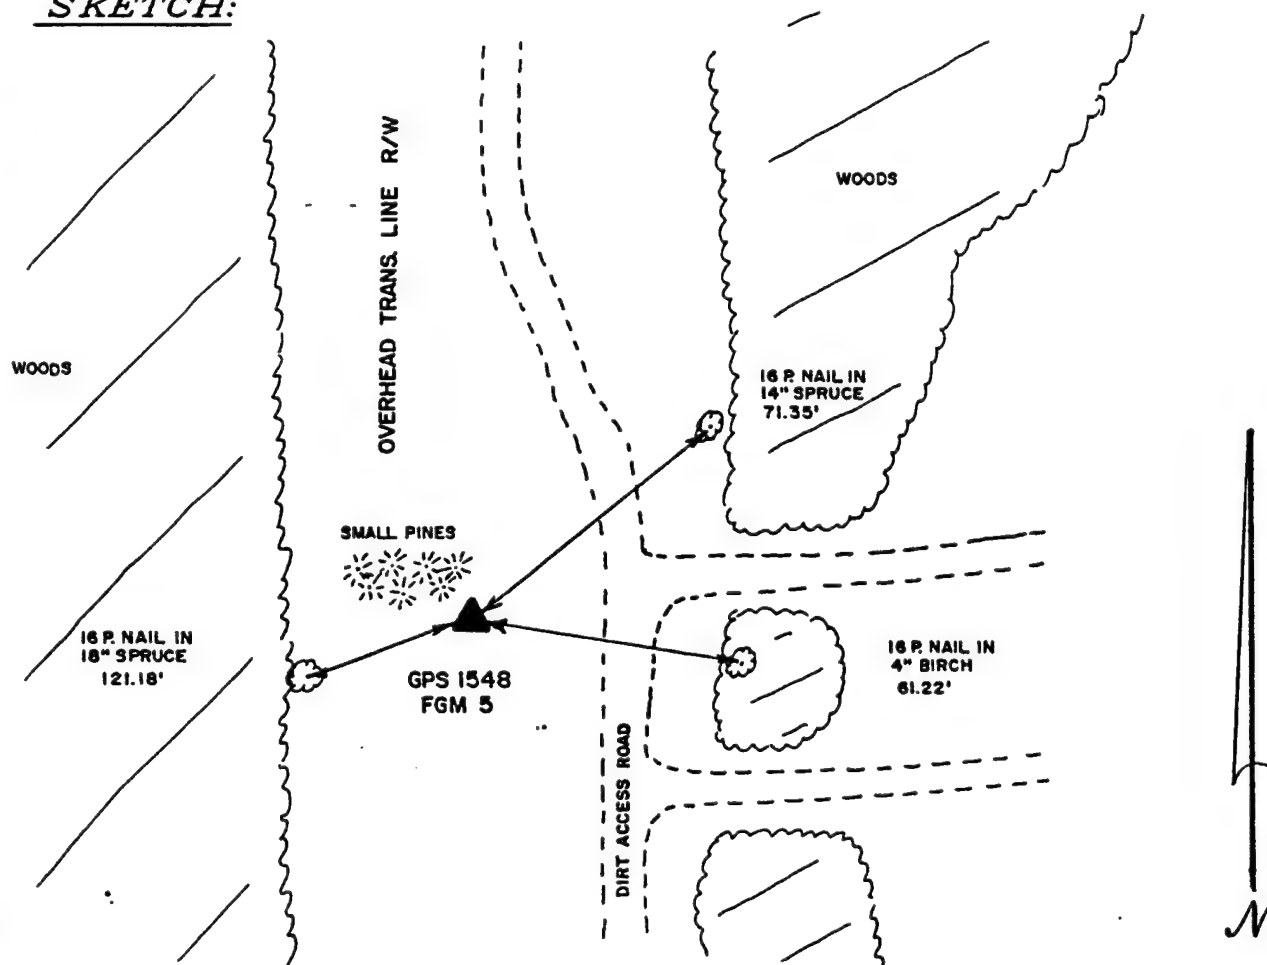 SKETCH:
OVERHEAD TRANS. LINE R/W
WOODS
WOODS
16 P. NAIL IN
14" SPRUCE
71.35'
SMALL PINES
16 P. NAIL IN
18" SPRUCE
121.18'
GPS 1548
FGM 5
16 P. NAIL IN
4" BIRCH
61.22'
DIRT ACCESS ROAD
N